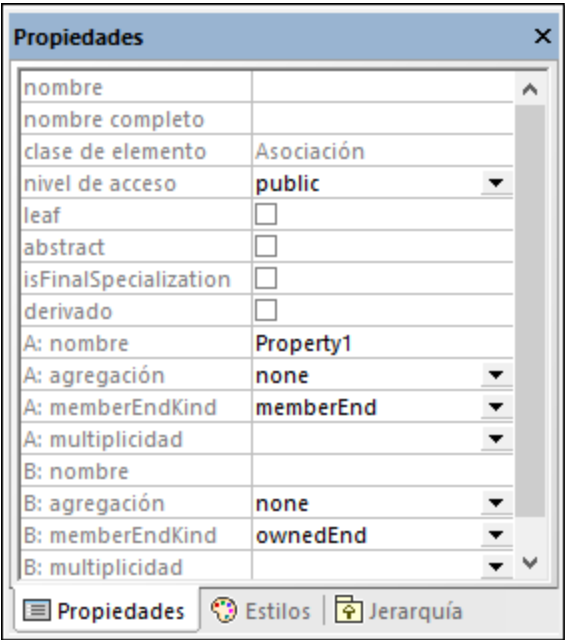 Propiedades
nombre
nombre completo
clase de elemento Asociación
nivel de acceso public
leaf
abstract
isFinalSpecialization
derivado
A: nombre Property1
A: agregación none
A: memberEndKind memberEnd
A: multiplicidad
B: nombre
B: agregación none
B: memberEndKind ownedEnd
B: multiplicidad
Propiedades Estilos Jerarquía